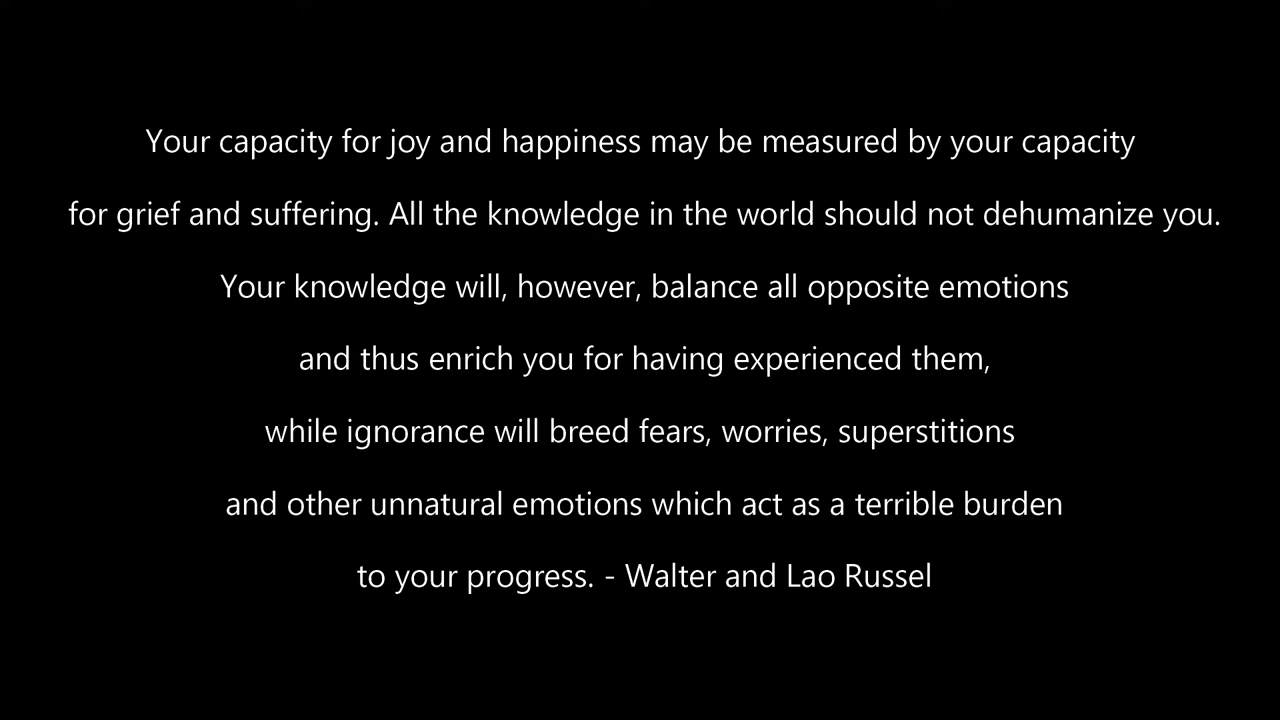 Your capacity for joy and happiness may be measured by your capacity
for grief and suffering. All the knowledge in the world should not dehumanize you.
Your knowledge will, however, balance all opposite emotions
and thus enrich you for having experienced them,
while ignorance will breed fears, worries, superstitions
and other unnatural emotions which act as a terrible burden
to your progress. - Walter and Lao Russel